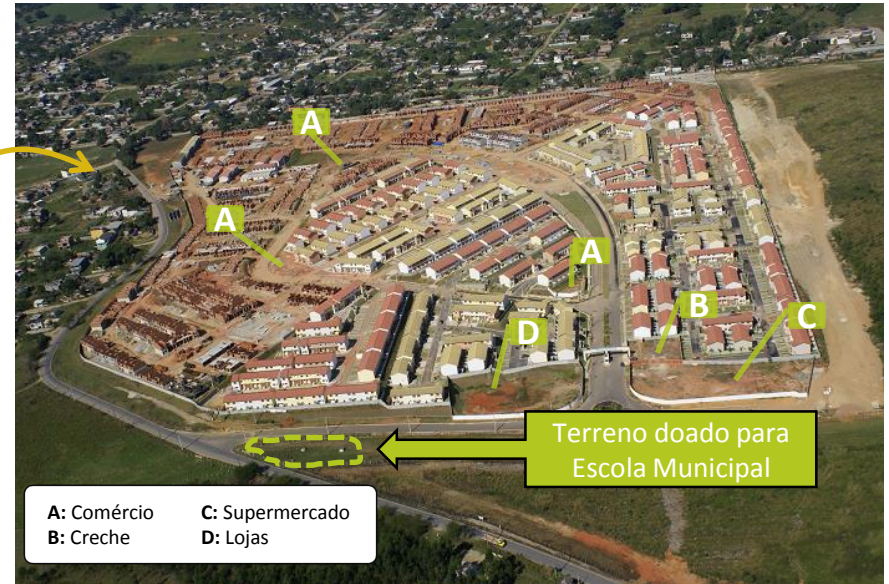 A
A
A
B
C
D
Terreno doado para
Escola Municipal
A: Comércio C: Supermercado
B: Creche D: Lojas